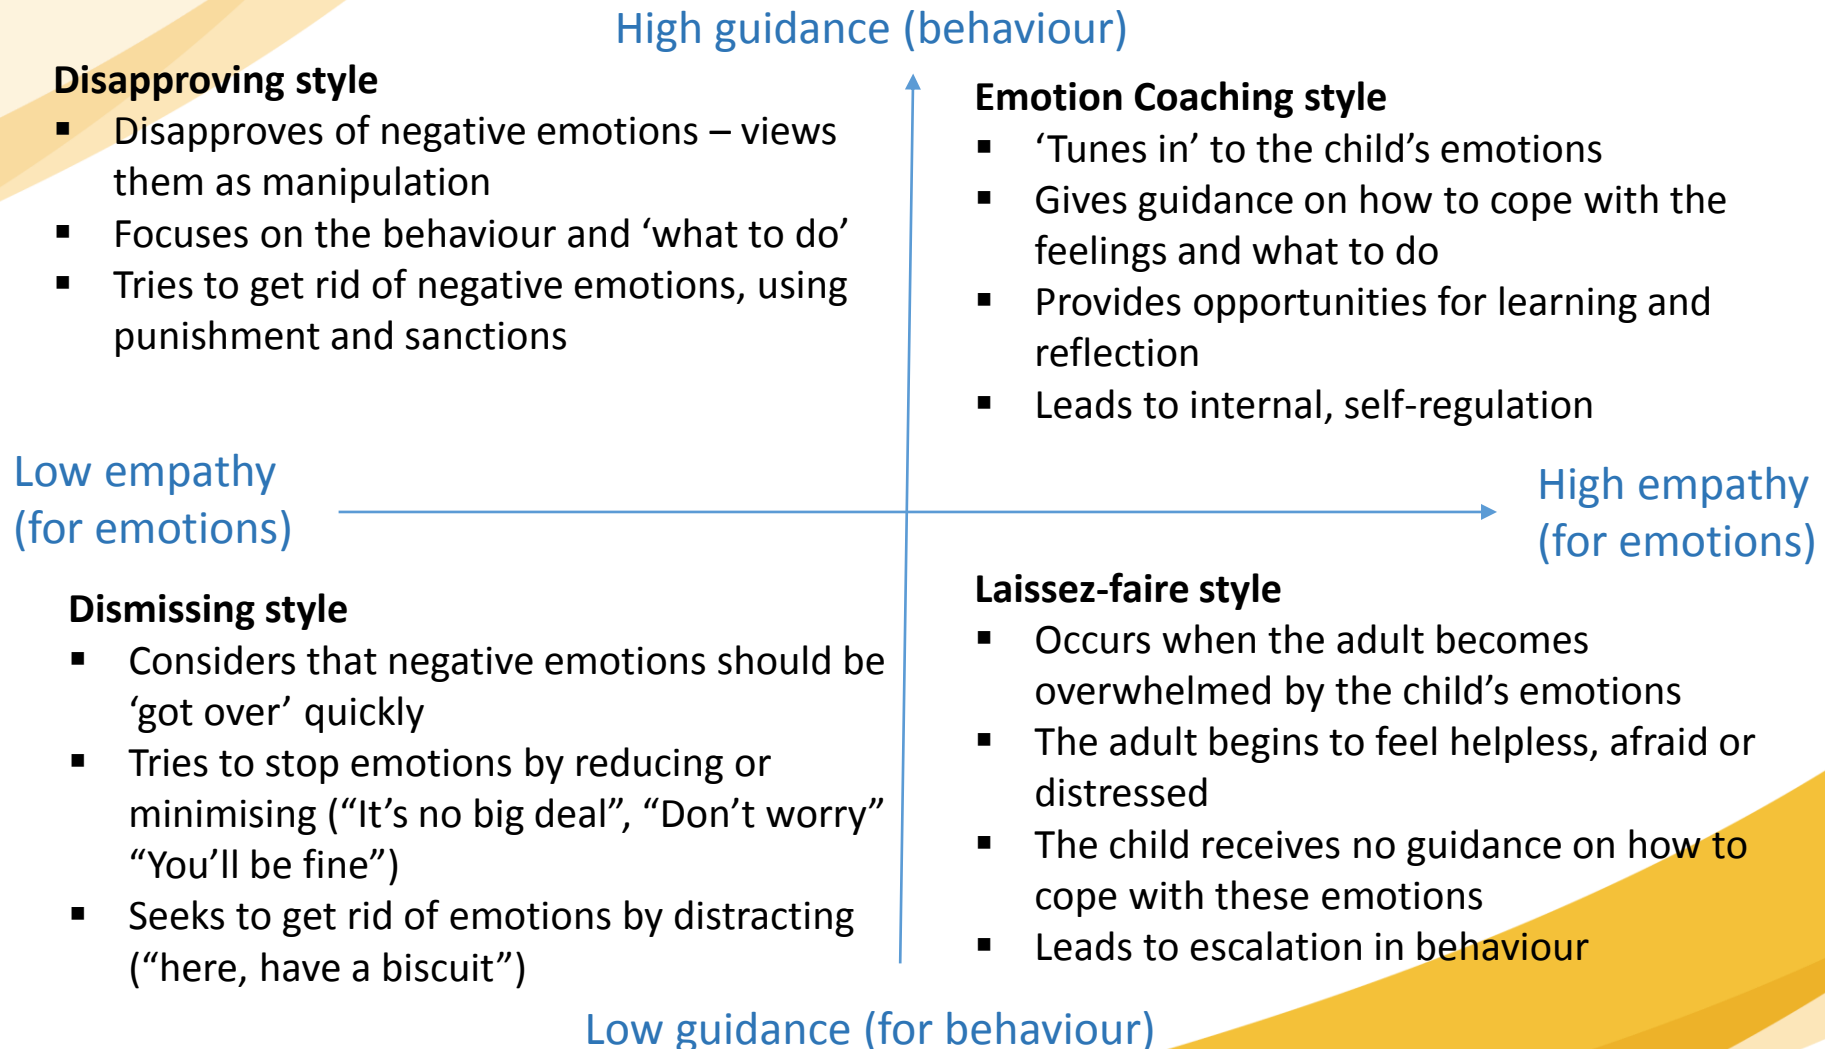 High guidance (behaviour)
Disapproving style
▪ Disapproves of negative emotions – views
them as manipulation
▪ Focuses on the behaviour and ‘what to do’
▪ Tries to get rid of negative emotions, using
punishment and sanctions
Emotion Coaching style
▪ ‘Tunes in’ to the child’s emotions
▪ Gives guidance on how to cope with the
feelings and what to do
▪ Provides opportunities for learning and
reflection
▪ Leads to internal, self-regulation
Low empathy
(for emotions)
High empathy
(for emotions)
Dismissing style
▪ Considers that negative emotions should be
‘got over’ quickly
▪ Tries to stop emotions by reducing or
minimising (“It’s no big deal”, “Don’t worry”
“You’ll be fine”)
▪ Seeks to get rid of emotions by distracting
(“here, have a biscuit”)
Laissez-faire style
▪ Occurs when the adult becomes
overwhelmed by the child’s emotions
▪ The adult begins to feel helpless, afraid or
distressed
▪ The child receives no guidance on how to
cope with these emotions
▪ Leads to escalation in behaviour
Low guidance (for behaviour)